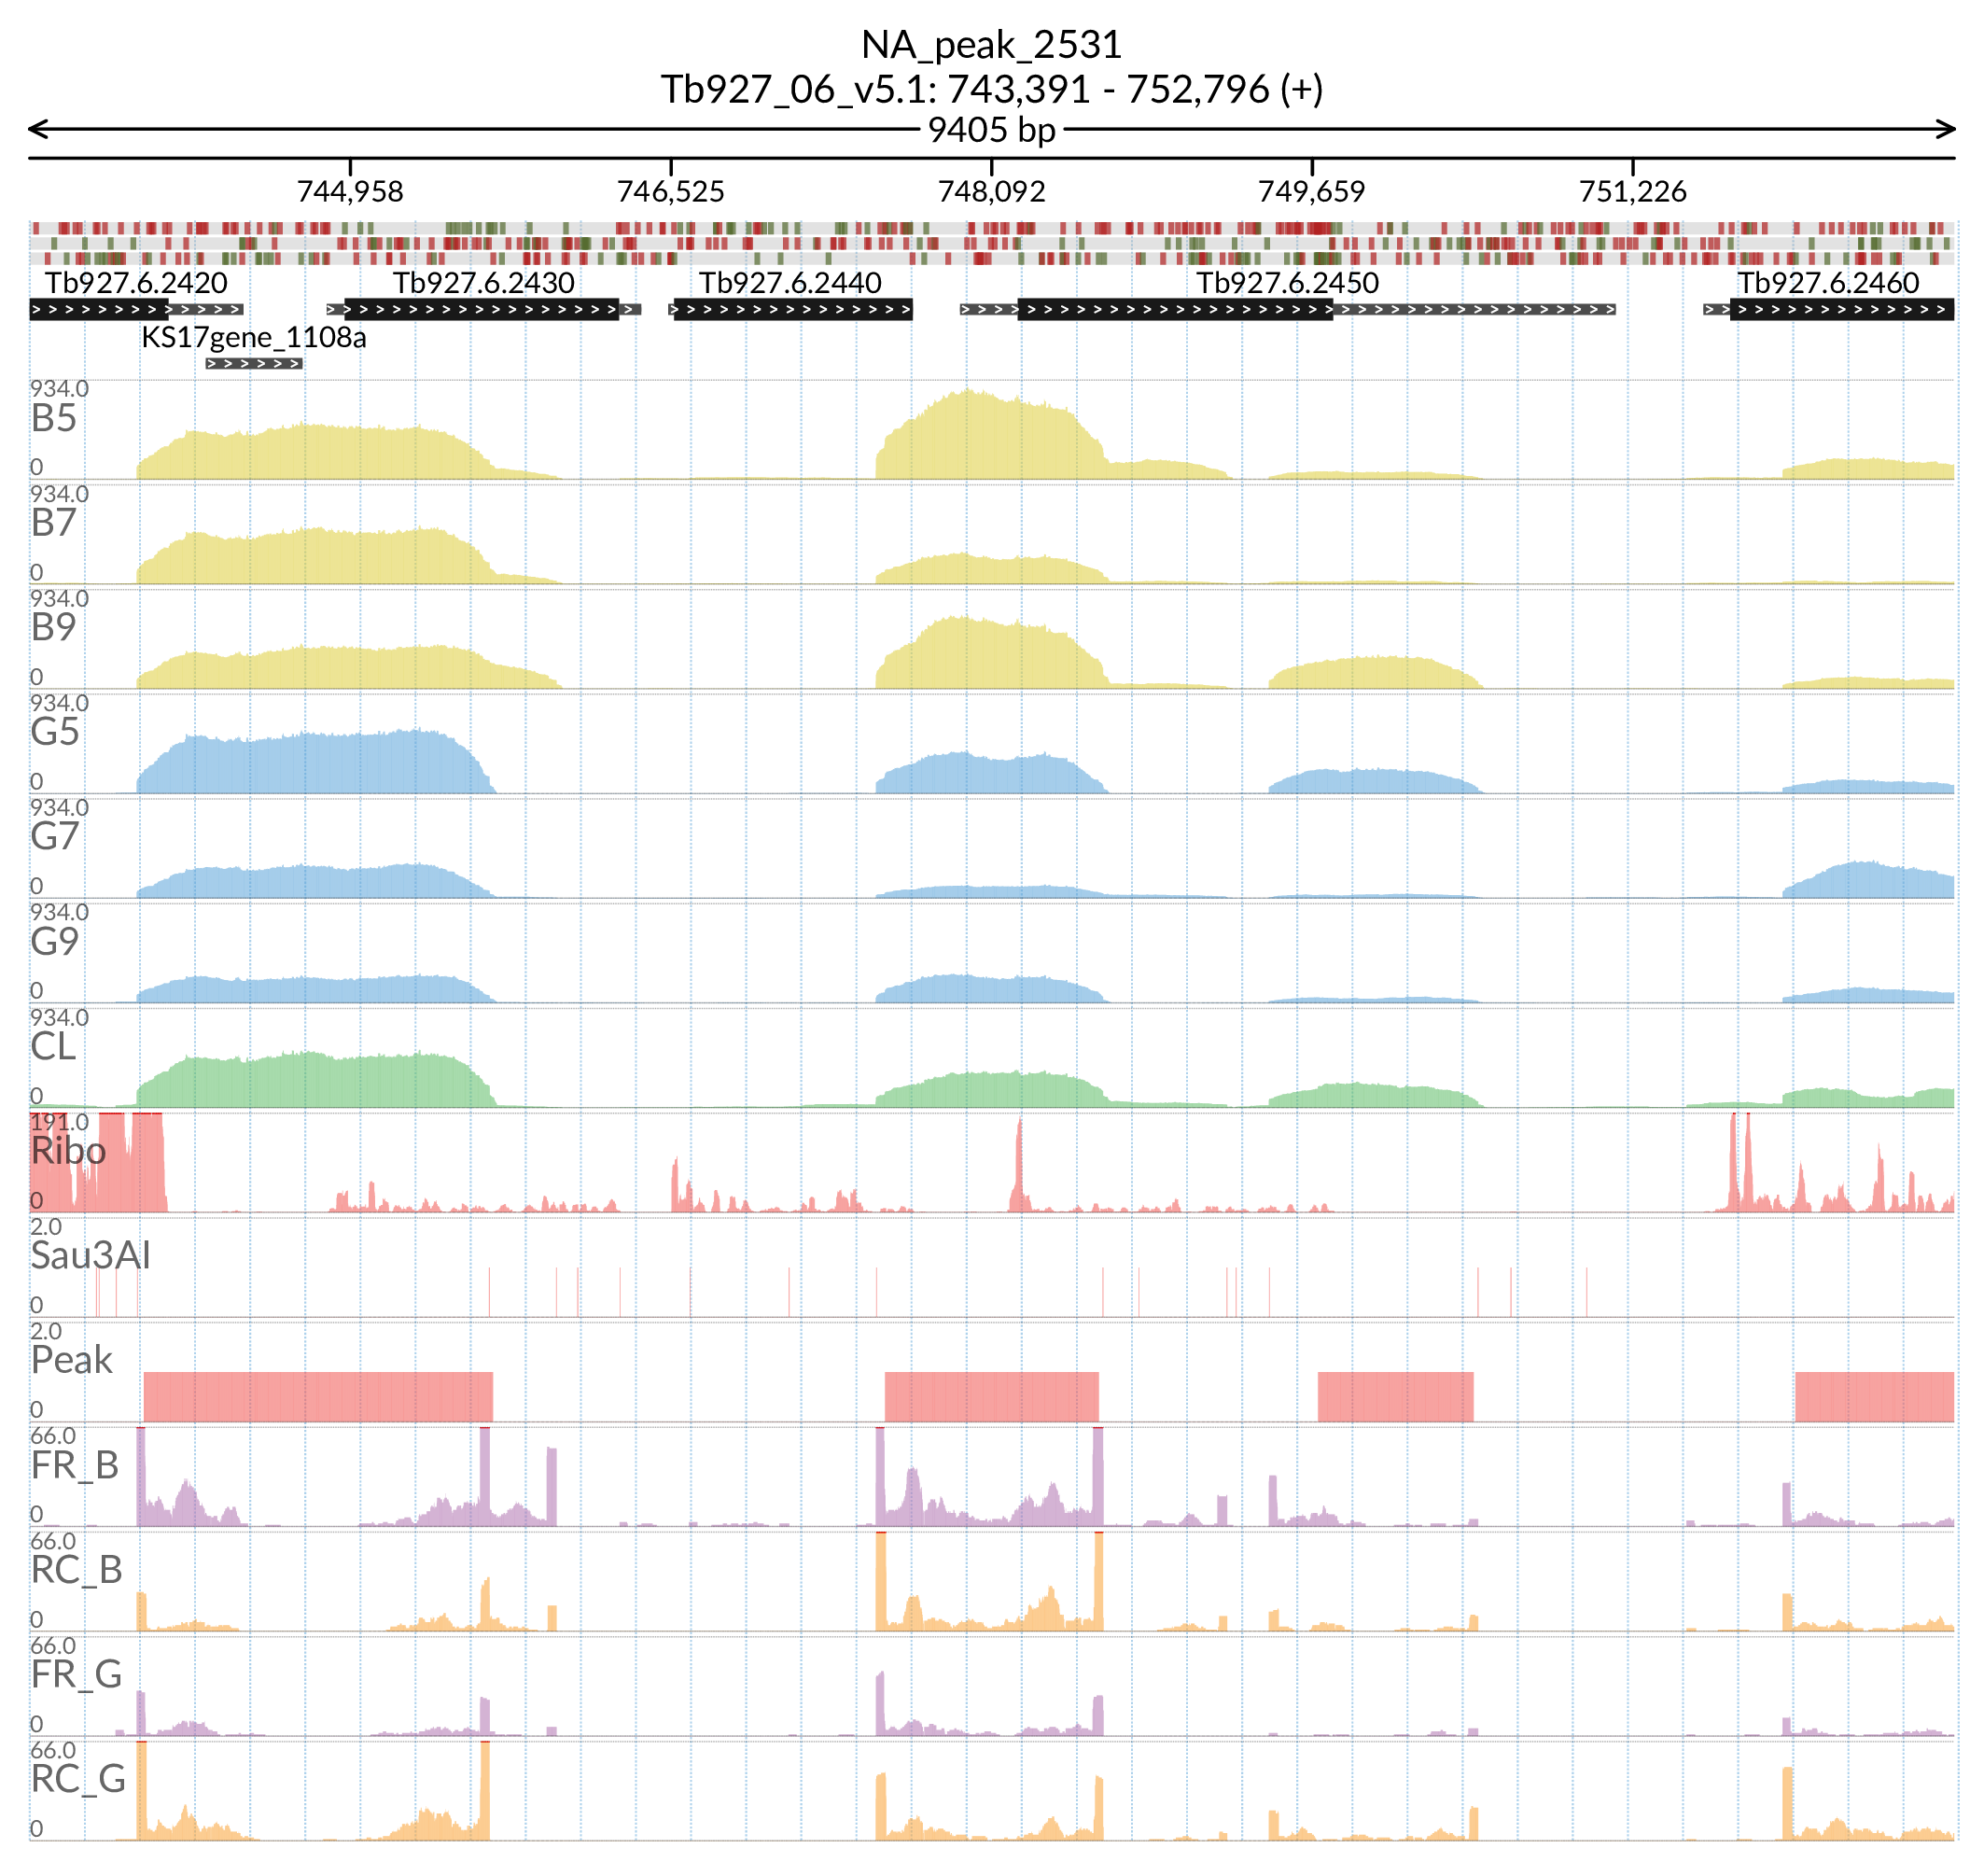 NA_peak_2531
Tb927_06_v5.1: 743,391 - 752,796 (+)
9405 bp
744,958 746,525 748,092 749,659 751,226
Tb927.6.2420 Tb927.6.2430 Tb927.6.2440 Tb927.6.2450 Tb927.6.2460
KS17gene_1108a
934.0
B5
0
934.0
B7
0
934.0
B9
0
934.0
G5
0
934.0
G7
0
934.0
G9
0
934.0
CL
0
191.0
Ribo
0
2.0
Sau3AI
0
2.0
Peak
0
66.0
FR_B
0
66.0
RC_B
0
66.0
FR_G
0
66.0
RC_G
0